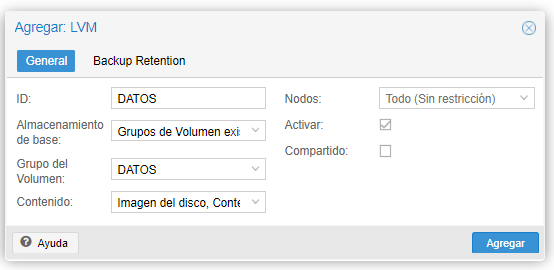 Agregar: LVM
General Backup Retention
ID: DATOS
Nodos: Todo (Sin restricción)
Almacenamiento de base: Grupos de Volumen exi
Activar:
Grupo del Volumen: DATOS
Compartido:
Contenido: Imagen del disco, Conte
Ayuda
Agregar